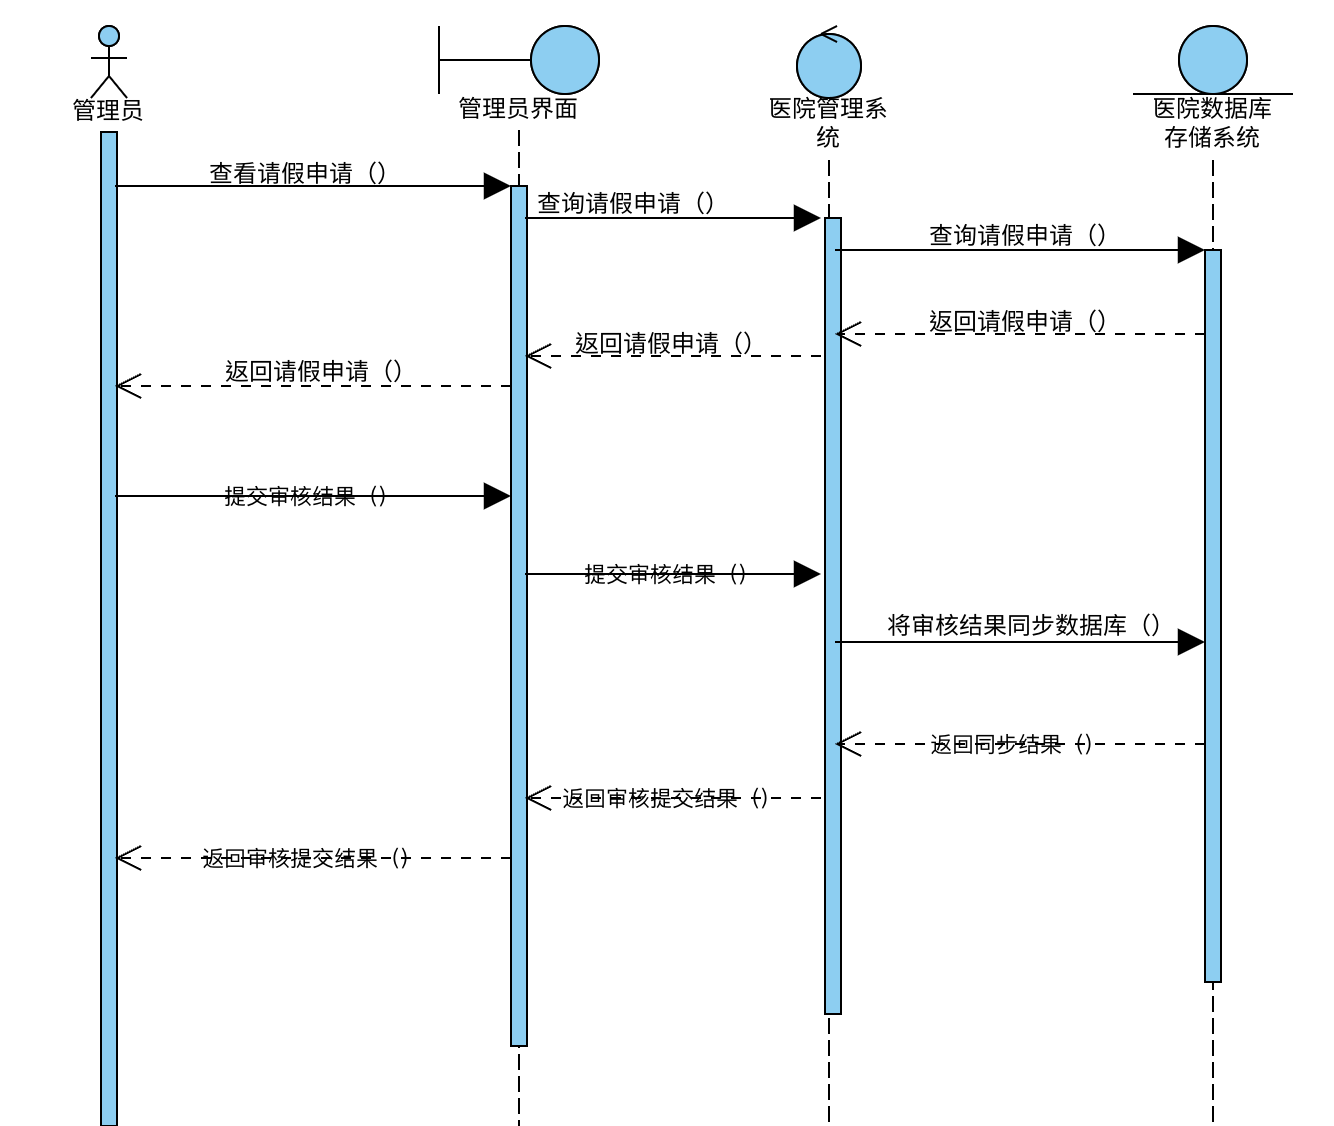 管理员
管理员界面
医院管理系
统
医院数据库
存储系统
查看请假申请（）
查询请假申请（）
查询请假申请（）
返回请假申请（）
返回请假申请（）
返回请假申请（）
提交审核结果（）
提交审核结果（）
将审核结果同步数据库（）
返回同步结果（）
返回审核提交结果（）
返回审核提交结果（）